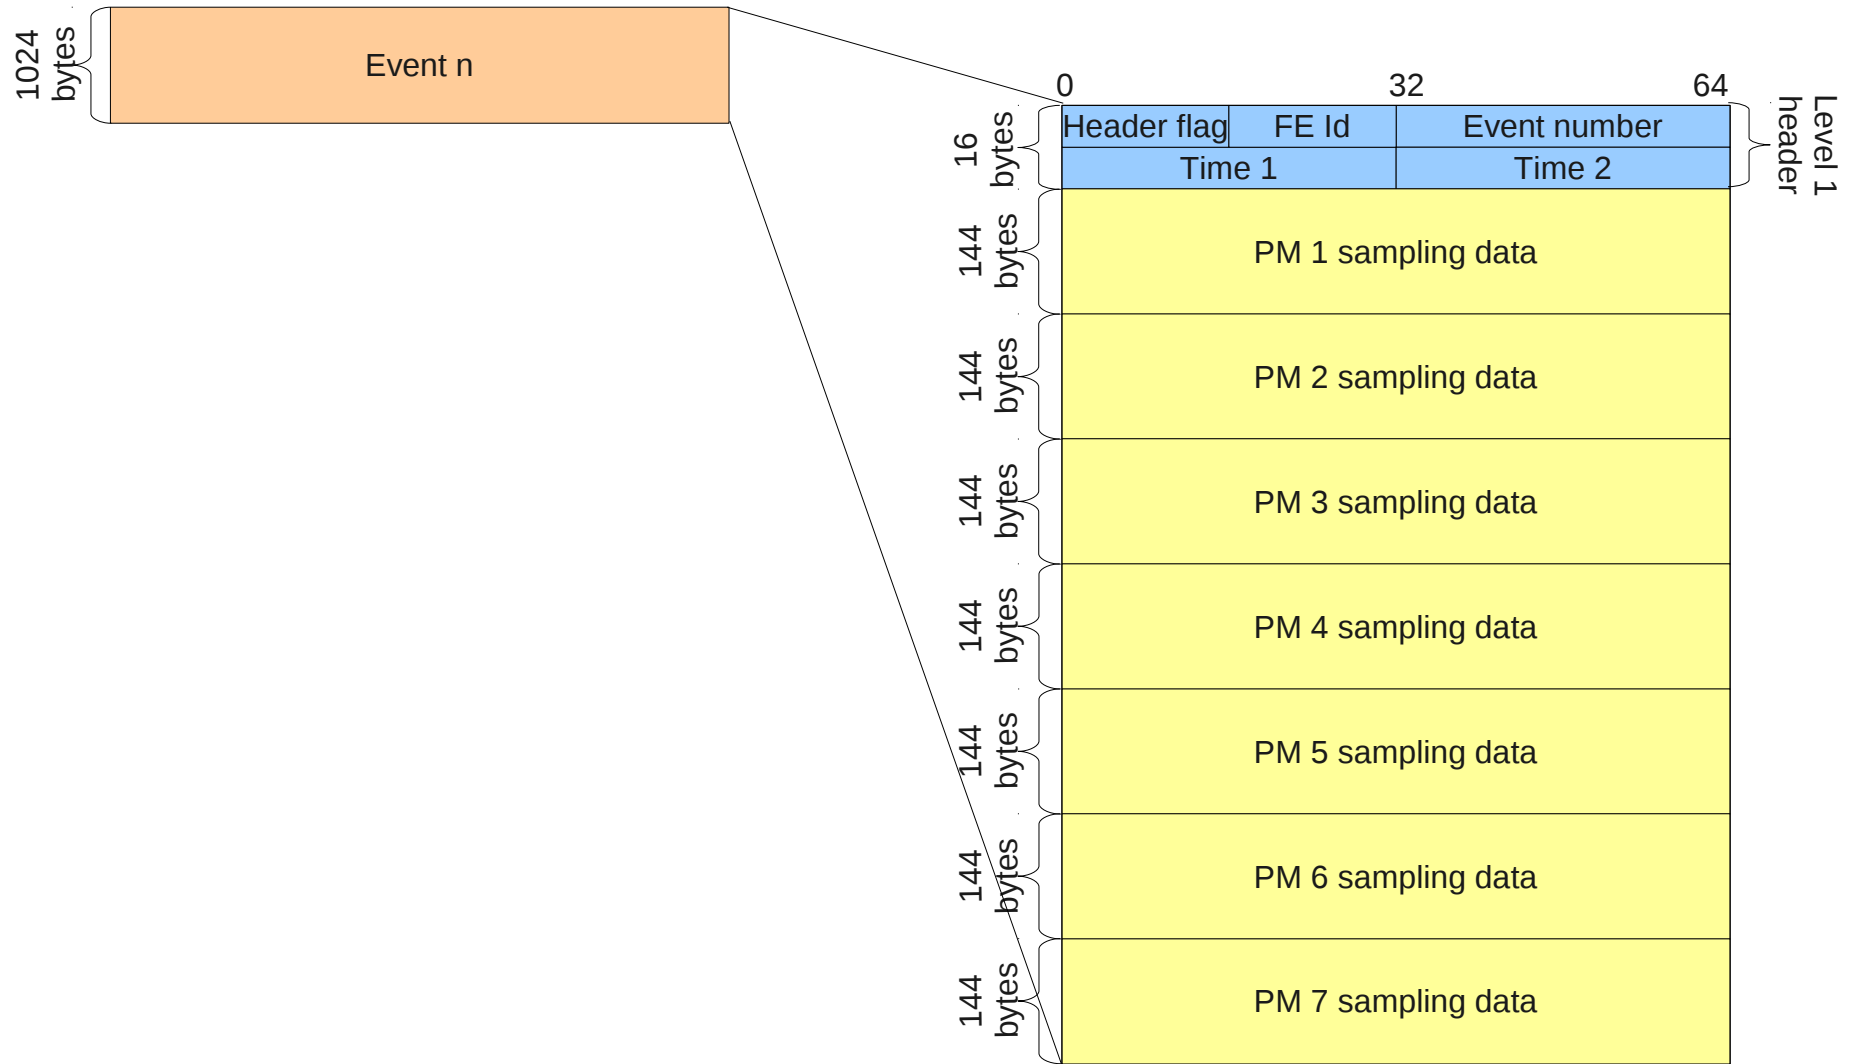 1024
bytes
Event n
0 32 64
16
bytes
Header flag FE Id Event number
Time 1 Time 2
Level 1
header
144
bytes
PM 1 sampling data
144
bytes
PM 2 sampling data
144
bytes
PM 3 sampling data
144
bytes
PM 4 sampling data
144
bytes
PM 5 sampling data
144
bytes
PM 6 sampling data
144
bytes
PM 7 sampling data